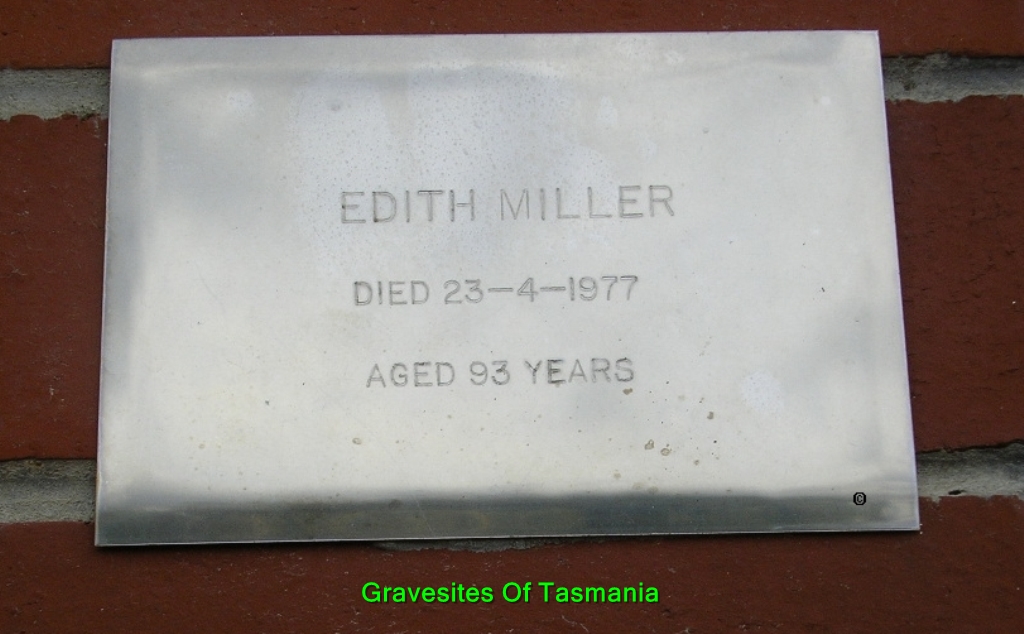 EDITH MILLER
DIED 23-4-1977
AGED 93 YEARS
©
Gravesites Of Tasmania